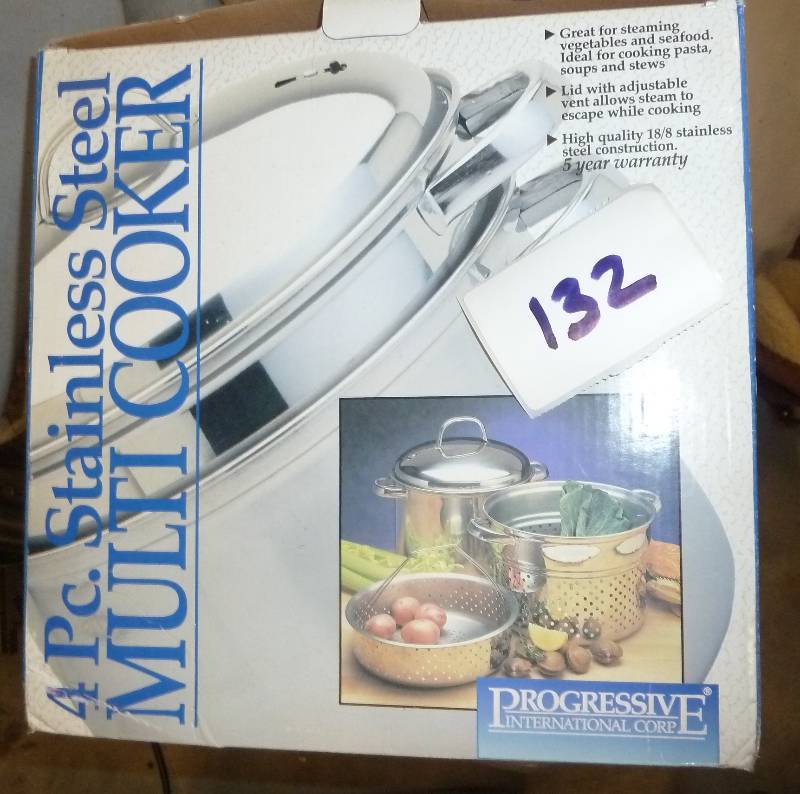 4 Pc. Stainless Steel
MULTI COOKER
▶ Great for steaming
vegetables and seafood.
Ideal for cooking pasta,
soups and stews
▶ Lid with adjustable
vent allows steam to
escape while cooking
▶ High quality 18/8 stainless
steel construction.
5 year warranty
132
PROGRESSIVE®
INTERNATIONAL CORP